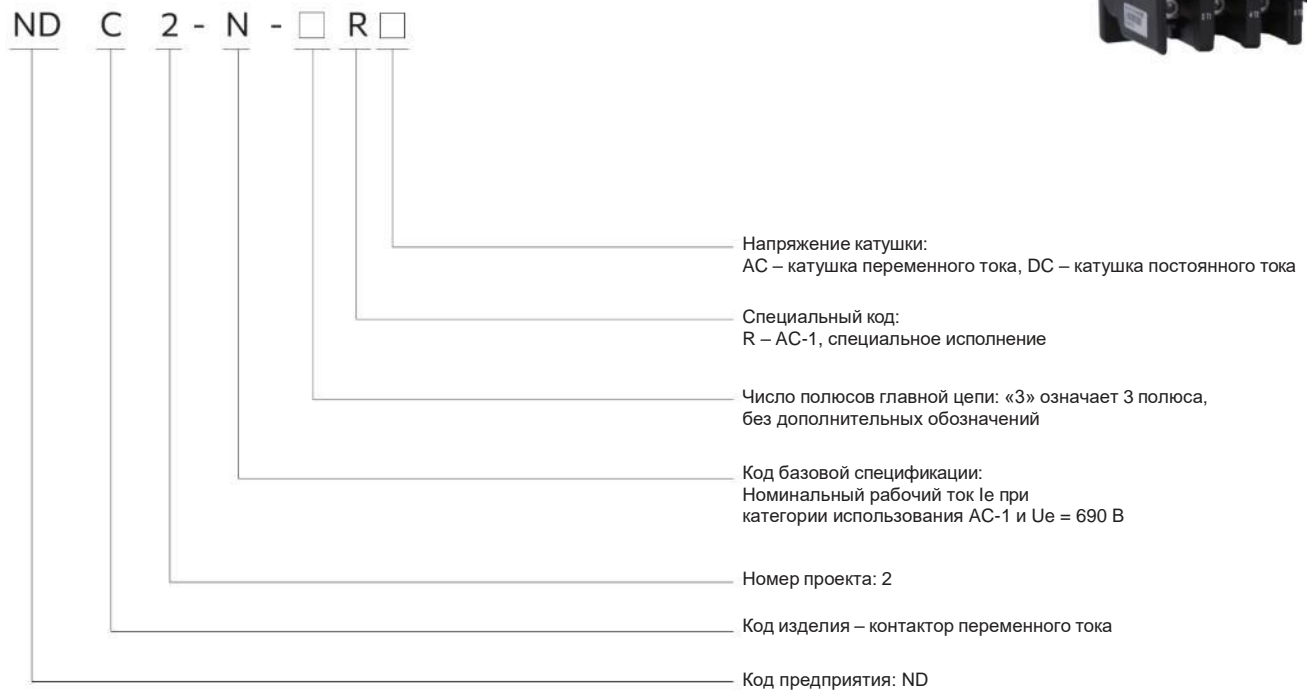 ND C 2 - N - □ R □
Напряжение катушки:
AC – катушка переменного тока, DC – катушка постоянного тока
Специальный код:
R – AC-1, специальное исполнение
Число полюсов главной цепи: «3» означает 3 полюса,
без дополнительных обозначений
Код базовой спецификации:
Номинальный рабочий ток Ie при
категории использования AC-1 и Ue = 690 В
Номер проекта: 2
Код изделия – контактор переменного тока
Код предприятия: ND